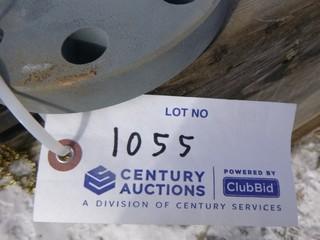 LOT NO
1055
CENTURY AUCTIONS
POWERED BY
ClubBid
A DIVISION OF CENTURY SERVICES